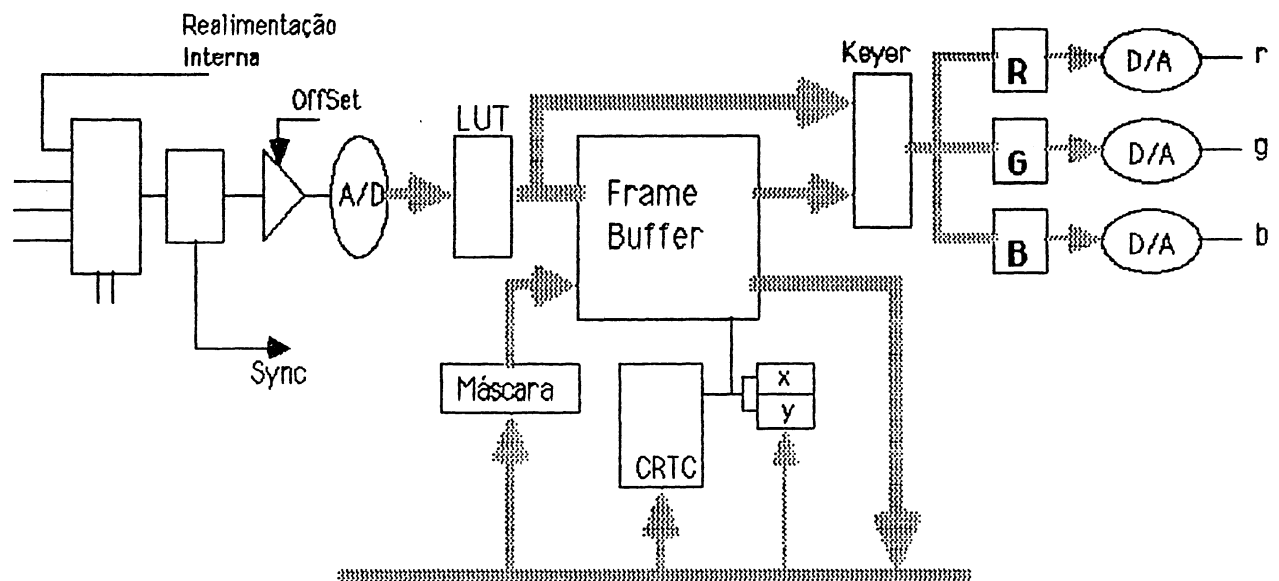 Realimentação
Interna
OffSet
A/D
LUT
Frame
Buffer
Keyer
R
D/A
r
G
D/A
g
B
D/A
b
Sync
Máscara
CRTC
x
y